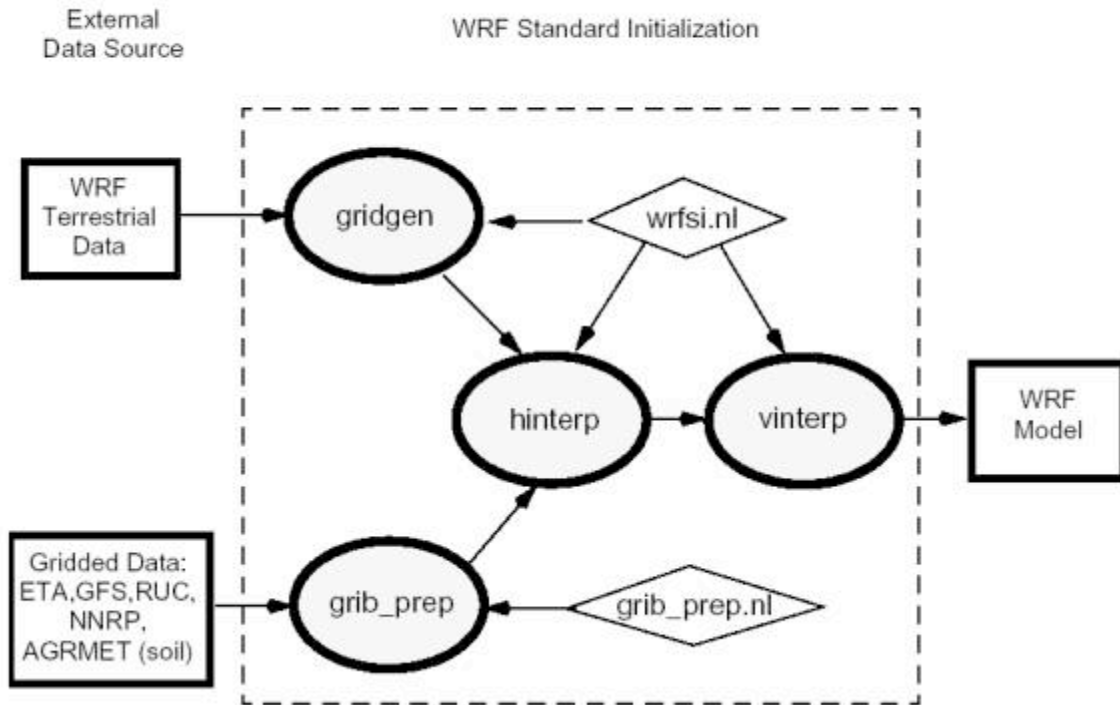 External
Data Source
WRF Standard Initialization
WRF
Terrestrial
Data
gridgen
wrfsi.nl
hinterp
vinterp
WRF
Model
Gridded Data:
ETA,GFS,RUC,
NNRP,
AGRMET (soil)
grib_prep
grib_prep.nl